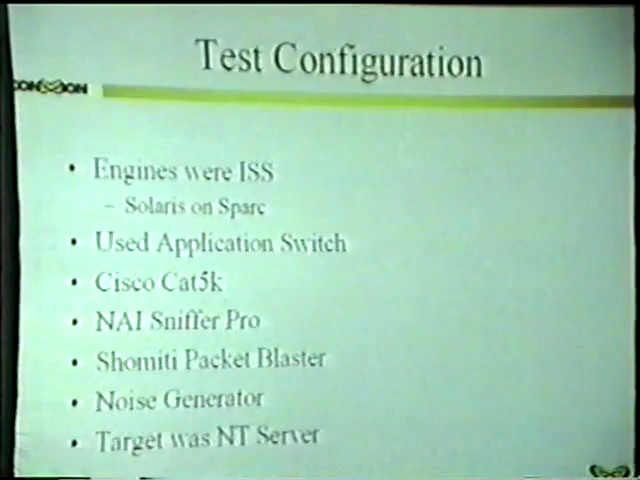 Test Configuration
CONXION
• Engines were ISS
– Solaris on Sparc
• Used Application Switch
• Cisco Cat5k
• NAI Sniffer Pro
• Shomiti Packet Blaster
• Noise Generator
• Target was NT Server